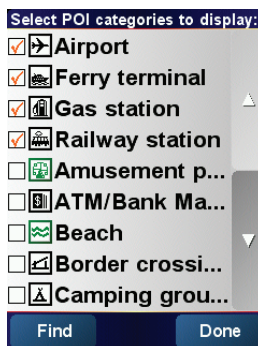 Select POI categories to display:
Airport
Ferry terminal
Gas station
Railway station
Amusement p...
ATM/Bank Ma...
Beach
Border crossi...
Camping grou...
Find Done